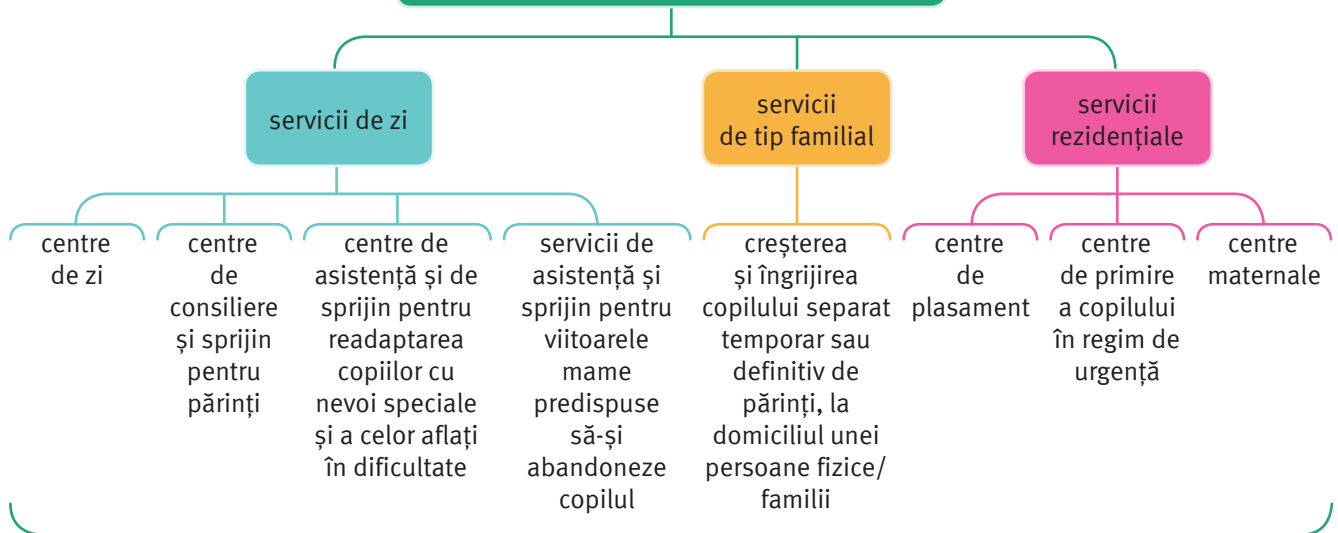 servicii de zi
servicii
de tip familial
servicii
rezidențiale
centre
de zi
centre
de
consiliere
și sprijin
pentru
părinți
centre de
asistență și de
sprijin pentru
readaptarea
copiilor cu
nevoi speciale
și a celor aflați
în dificultate
servicii de
asistență și
sprijin pentru
viitoarele
mame
predispuse
să-și
abandoneze
copilul
creșterea
și îngrijirea
copilului separat
temporar sau
definitiv de
părinți, la
domiciliul unei
persoane fizice/
familii
centre
de
plasament
centre
de primire
a copilului
în regim de
urgență
centre
maternale